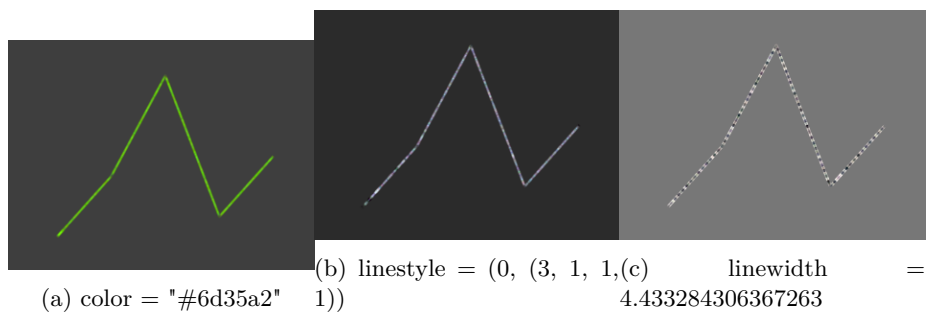 (a) color = "#6d35a2"
(b) linestyle = (0, (3, 1, 1, 1))
(c) linewidth = 4.433284306367263